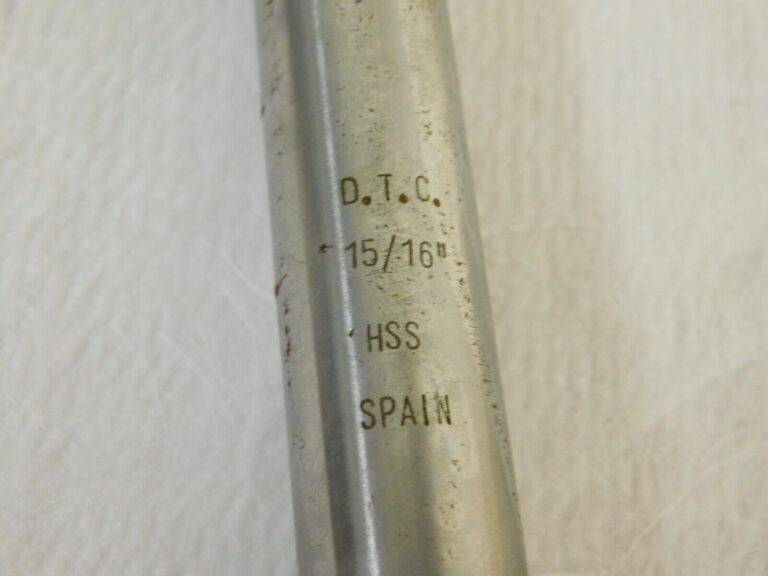 D.T.C.
15/16"
HSS
SPAIN